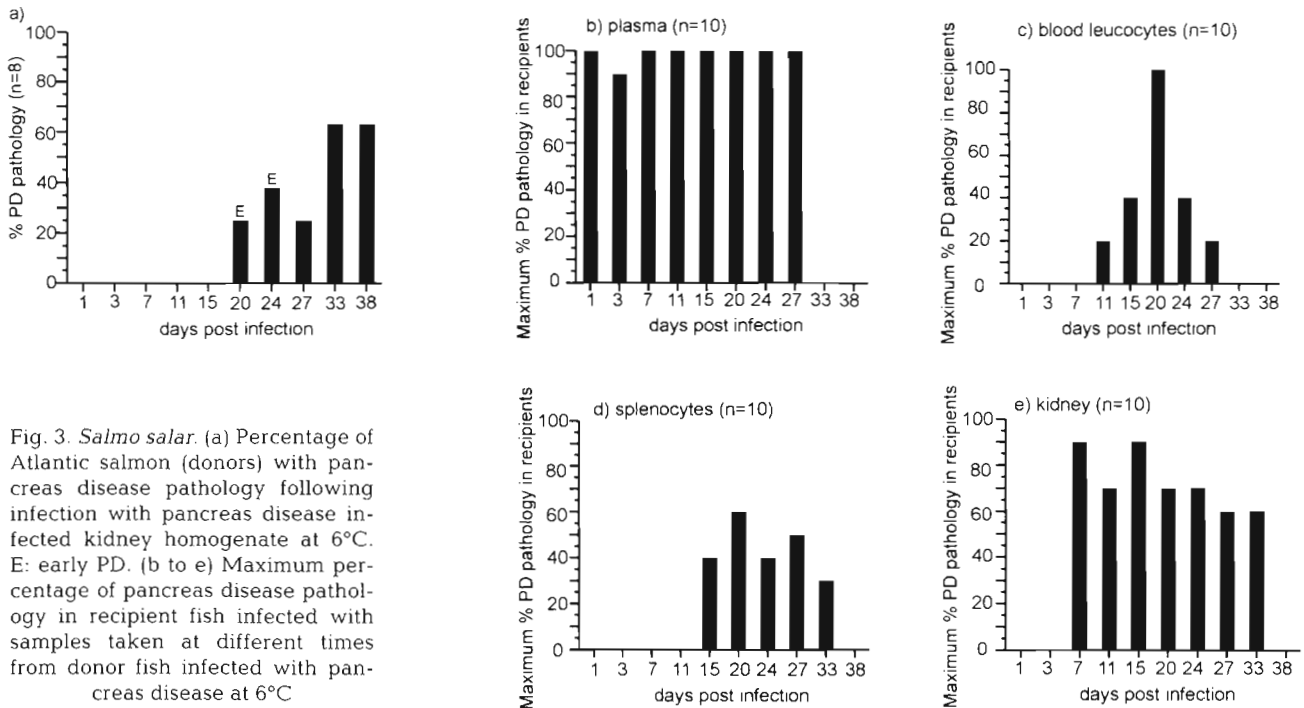 a)
% PD pathology (n=8)
100
80
60
40
20
0
E
E
1 3 7 11 15 20 24 27 33 38
days post infection
b) plasma (n=10)
Maximum % PD pathology in recipients
100
80
60
40
20
0
1 3 7 11 15 20 24 27 33 38
days post infection
c) blood leucocytes (n=10)
Maximum % PD pathology in recipients
100
80
60
40
20
0
1 3 7 11 15 20 24 27 33 38
days post infection
Fig. 3. Salmo salar. (a) Percentage of
Atlantic salmon (donors) with pan-
creas disease pathology following
infection with pancreas disease in-
fected kidney homogenate at 6°C.
E: early PD. (b to e) Maximum per-
centage of pancreas disease pathol-
ogy in recipient fish infected with
samples taken at different times
from donor fish infected with pan-
creas disease at 6°C
d) splenocytes (n=10)
Maximum % PD pathology in recipients
100
80
60
40
20
0
1 3 7 11 15 20 24 27 33 38
days post infection
e) kidney (n=10)
Maximum % PD pathology in recipients
100
80
60
40
20
0
1 3 7 11 15 20 24 27 33 38
days post infection